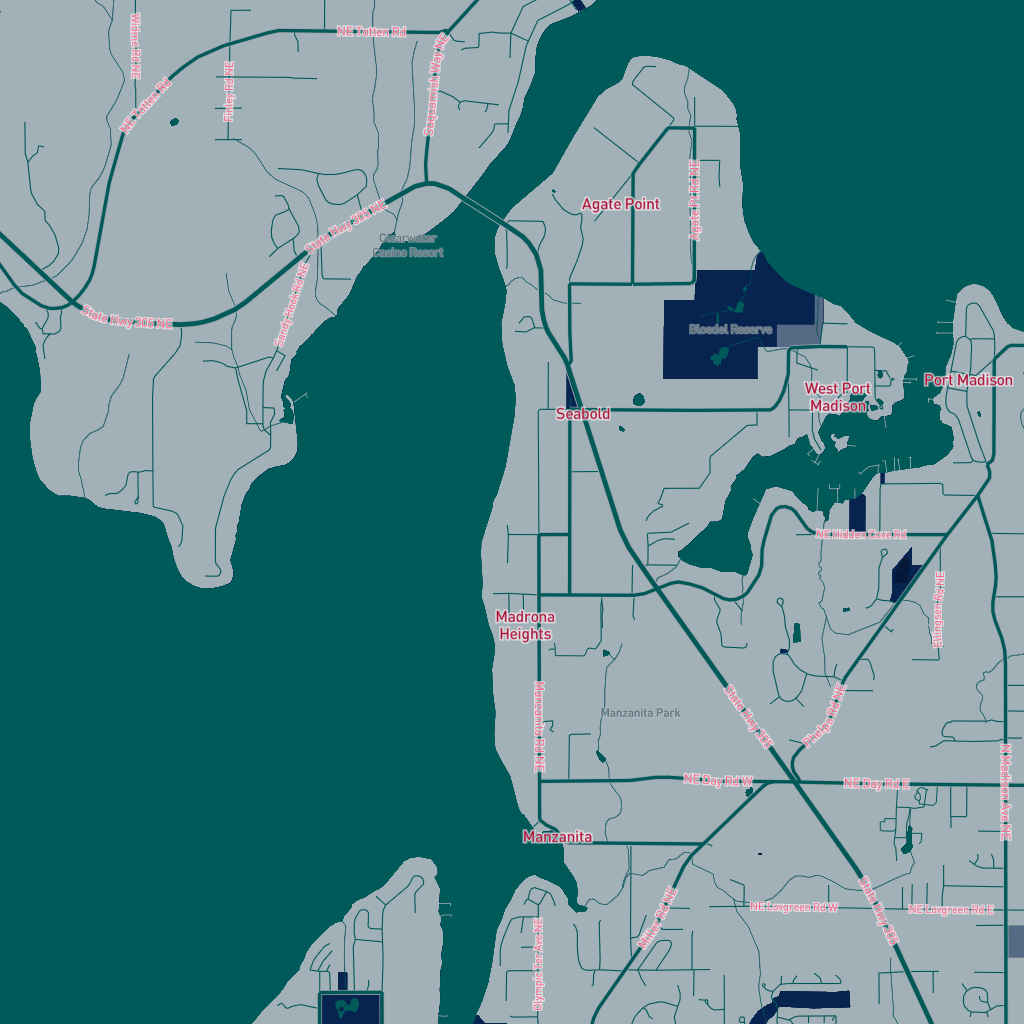 Widme Rd NE
NE Totten Rd
Suquamish Way NE
Finley Rd NE
NE Totten Rd
Agate Pt Rd NE
Agate Point
State Hwy 305 NE
Clearwater
Casino Resort
Sandy Hook Rd NE
State Hwy 305 NE
Bloedel Reserve
Port Madison
West Port
Madison
Seabold
NE Hidden Cove Rd
Ellingsen Rd NE
Madrona
Heights
Manzanita Rd NE
Manzanita Park
State Hwy 305
Phelps Rd NE
N Madison Ave NE
NE Day Rd W
NE Day Rd E
Manzanita
Miller Rd NE
NE Lovgreen Rd W
State Hwy 305
NE Lovgreen Rd E
Olympic Ter Ave NE